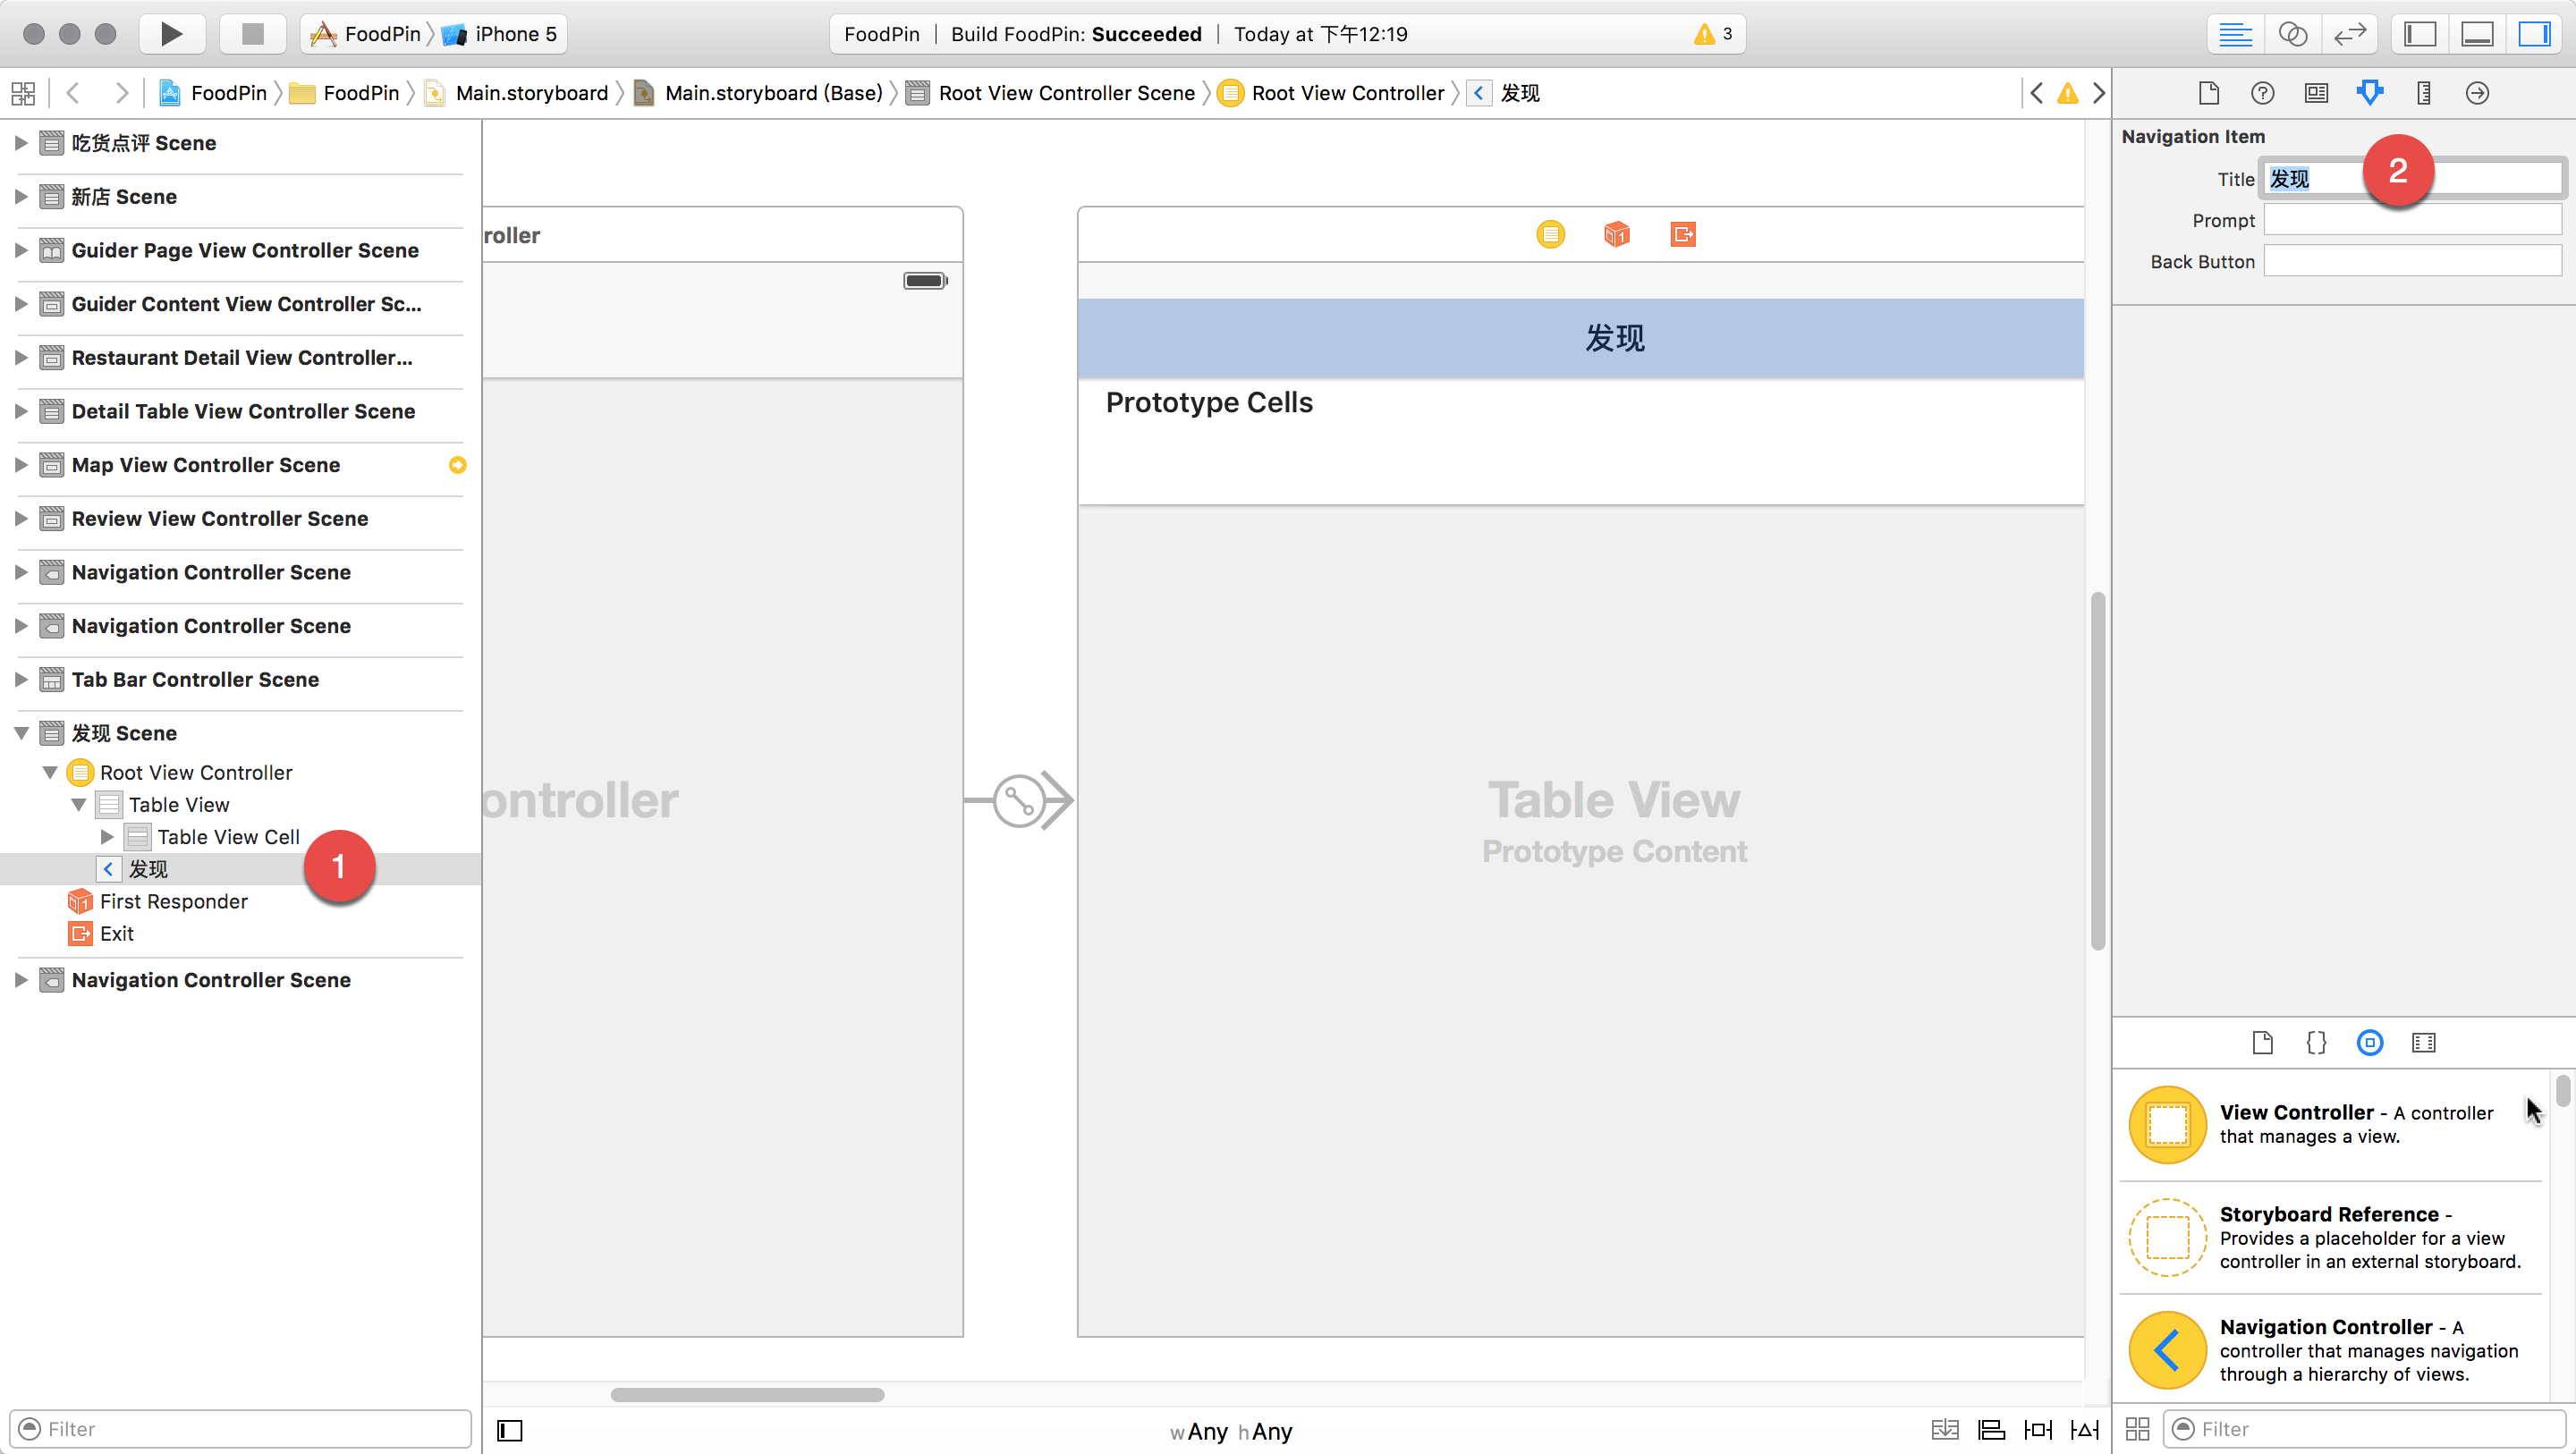 FoodPin iPhone 5
FoodPin | Build FoodPin: Succeeded | Today at 下午12:19
3
FoodPin FoodPin Main.storyboard Main.storyboard (Base) Root View Controller Scene Root View Controller 发现
吃货点评 Scene
新店 Scene
Guider Page View Controller Scene
Guider Content View Controller Sc...
Restaurant Detail View Controller...
Detail Table View Controller Scene
Map View Controller Scene
Review View Controller Scene
Navigation Controller Scene
Navigation Controller Scene
Tab Bar Controller Scene
发现 Scene
Root View Controller
Table View
Table View Cell
发现
1
First Responder
Exit
Navigation Controller Scene
Filter
roller
ontroller
1
发现
Prototype Cells
Table View
Prototype Content
wAny hAny
Navigation Item
Title 发现
2
Prompt
Back Button
{}
View Controller - A controller
that manages a view.
Storyboard Reference -
Provides a placeholder for a view
controller in an external storyboard.
Navigation Controller - A
controller that manages navigation
through a hierarchy of views.
Filter